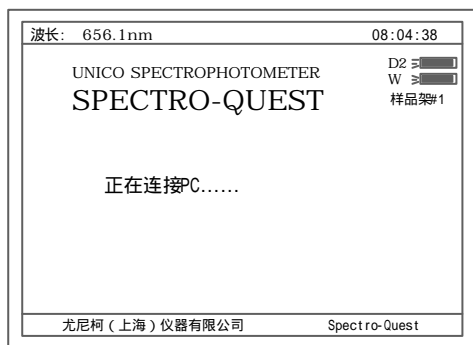 波长: 656.1nm 08:04:38
D2
UNICO SPECTROPHOTOMETER
W
SPECTRO-QUEST
样品架#1
正在连接PC......
尤尼柯（上海）仪器有限公司 Spectro-Quest